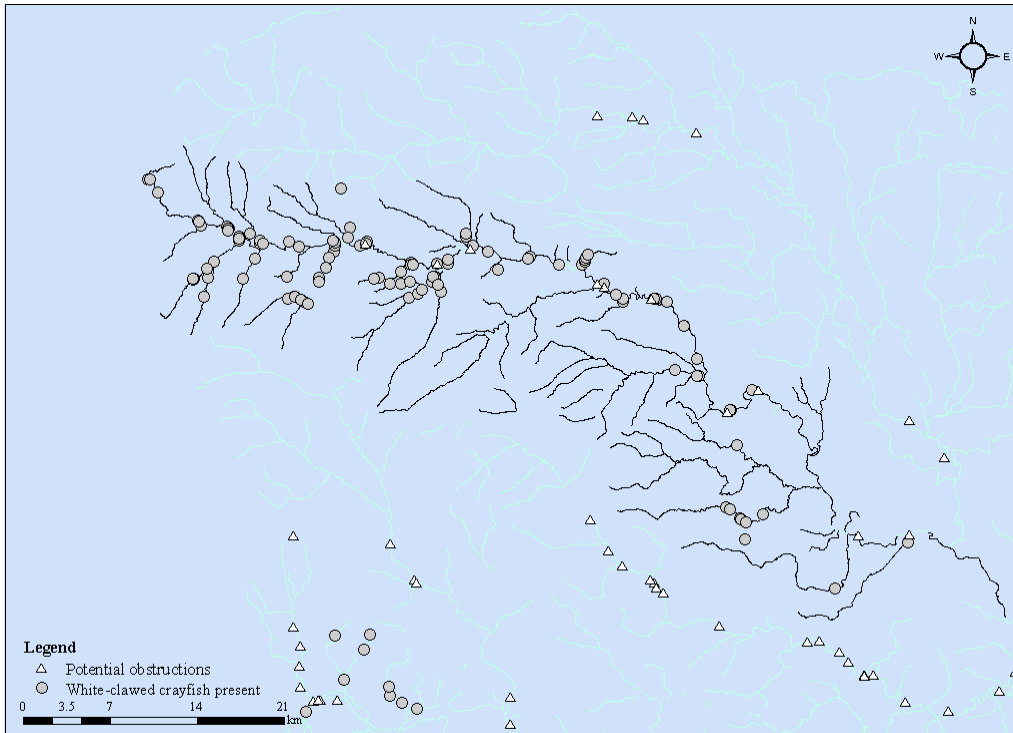 N
W E
S
Legend
Potential obstructions
White-clawed crayfish present
0 3.5 7 14 21
km